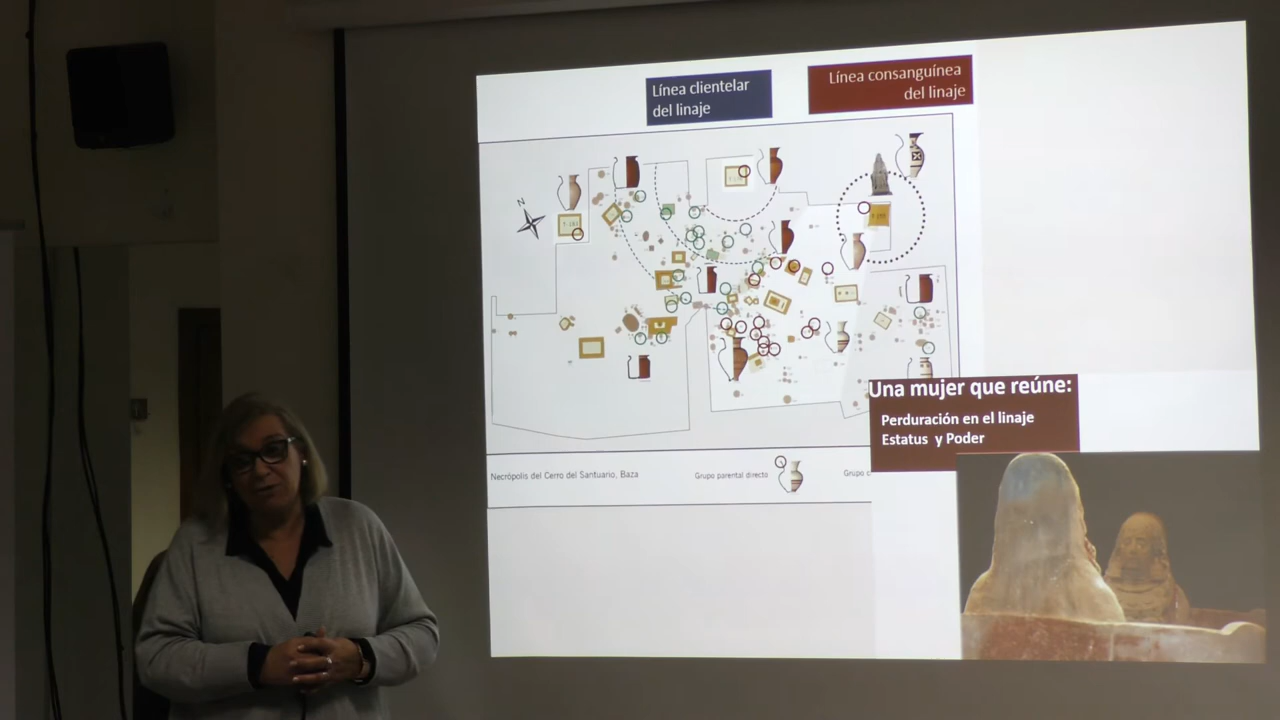 Línea clientelar
del linaje
Línea consanguínea
del linaje
N
Una mujer que reúne:
Perduración en el linaje
Estatus y Poder
Necrópolis del Cerro del Santuario, Baza
Grupo parental directo
Grupo c